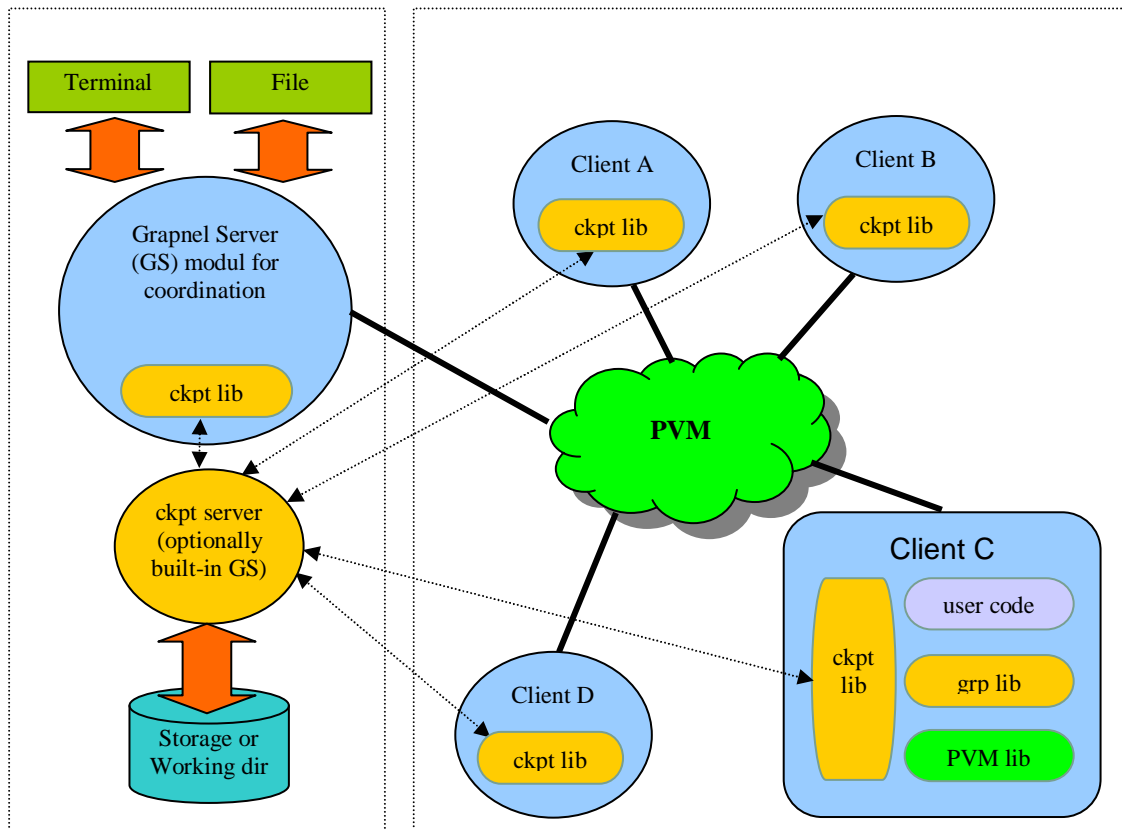 Terminal
File
Grapnel Server
(GS) modul for
coordination
ckpt lib
ckpt server
(optionally
built-in GS)
Storage or
Working dir
Client A
ckpt lib
Client B
ckpt lib
PVM
Client C
ckpt
lib
user code
grp lib
PVM lib
Client D
ckpt lib